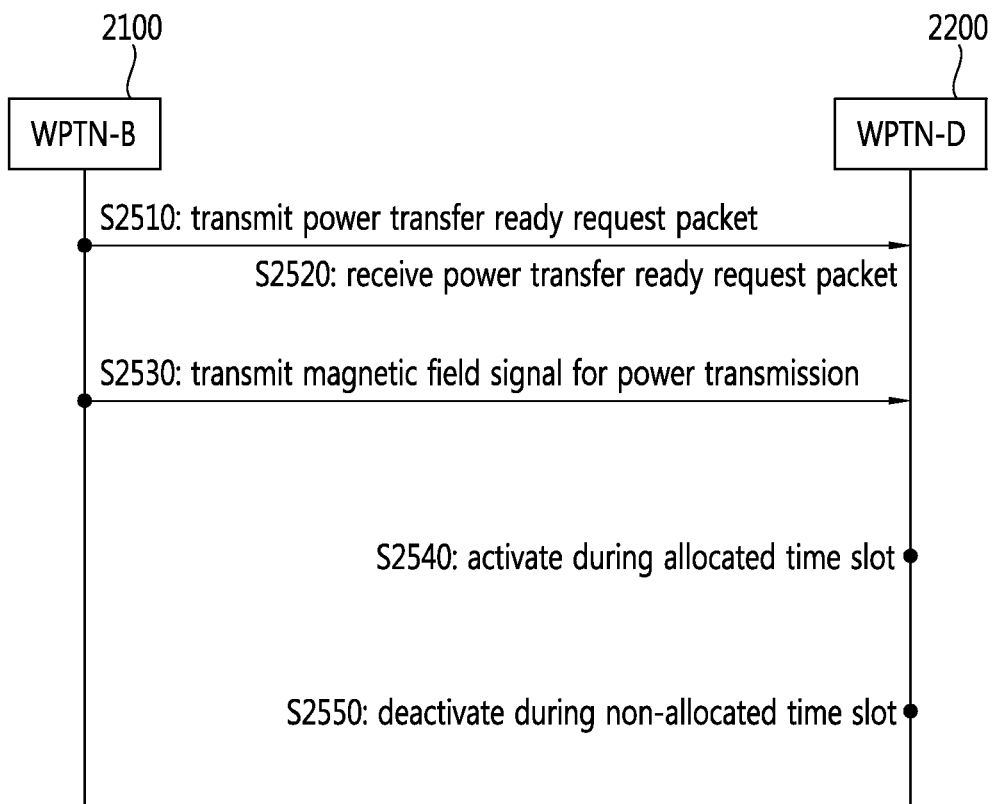 2100
2200
WPTN-B
WPTN-D
S2510: transmit power transfer ready request packet
S2520: receive power transfer ready request packet
S2530: transmit magnetic field signal for power transmission
S2540: activate during allocated time slot
S2550: deactivate during non-allocated time slot